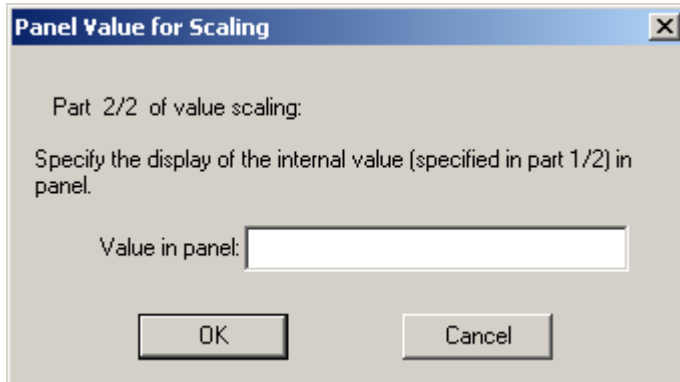 Panel Value for Scaling
Part 2/2 of value scaling:
Specify the display of the internal value (specified in part 1/2) in
panel.
Value in panel:
OK
Cancel